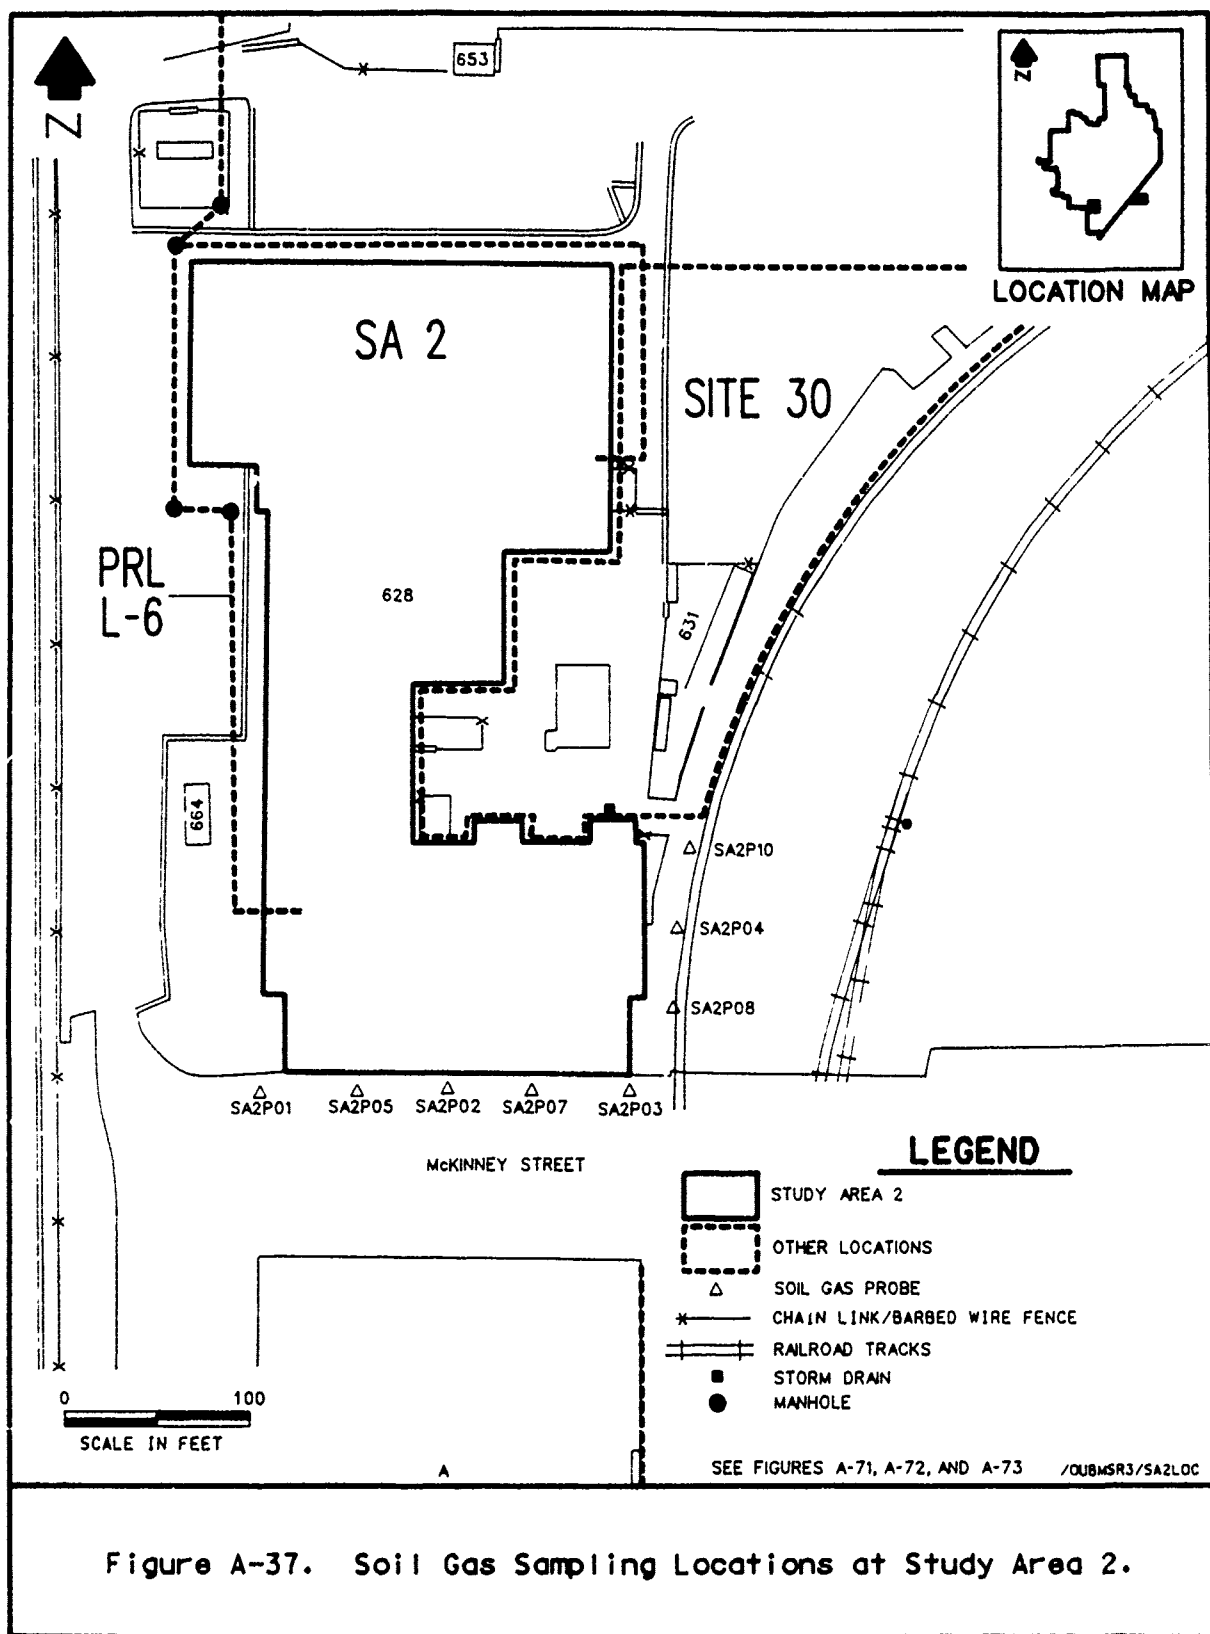 653
Z
Z
LOCATION MAP
SA 2
SITE 30
PRL
L-6
628
631
664
SA2P10
SA2P04
SA2P08
SA2P01
SA2P05
SA2P02
SA2P07
SA2P03
McKINNEY STREET
LEGEND
STUDY AREA 2
OTHER LOCATIONS
SOIL GAS PROBE
CHAIN LINK/BARBED WIRE FENCE
RAILROAD TRACKS
STORM DRAIN
MANHOLE
0 100
SCALE IN FEET
A
SEE FIGURES A-71, A-72, AND A-73
/OUBMSR3/SA2LOC
Figure A-37. Soil Gas Sampling Locations at Study Area 2.